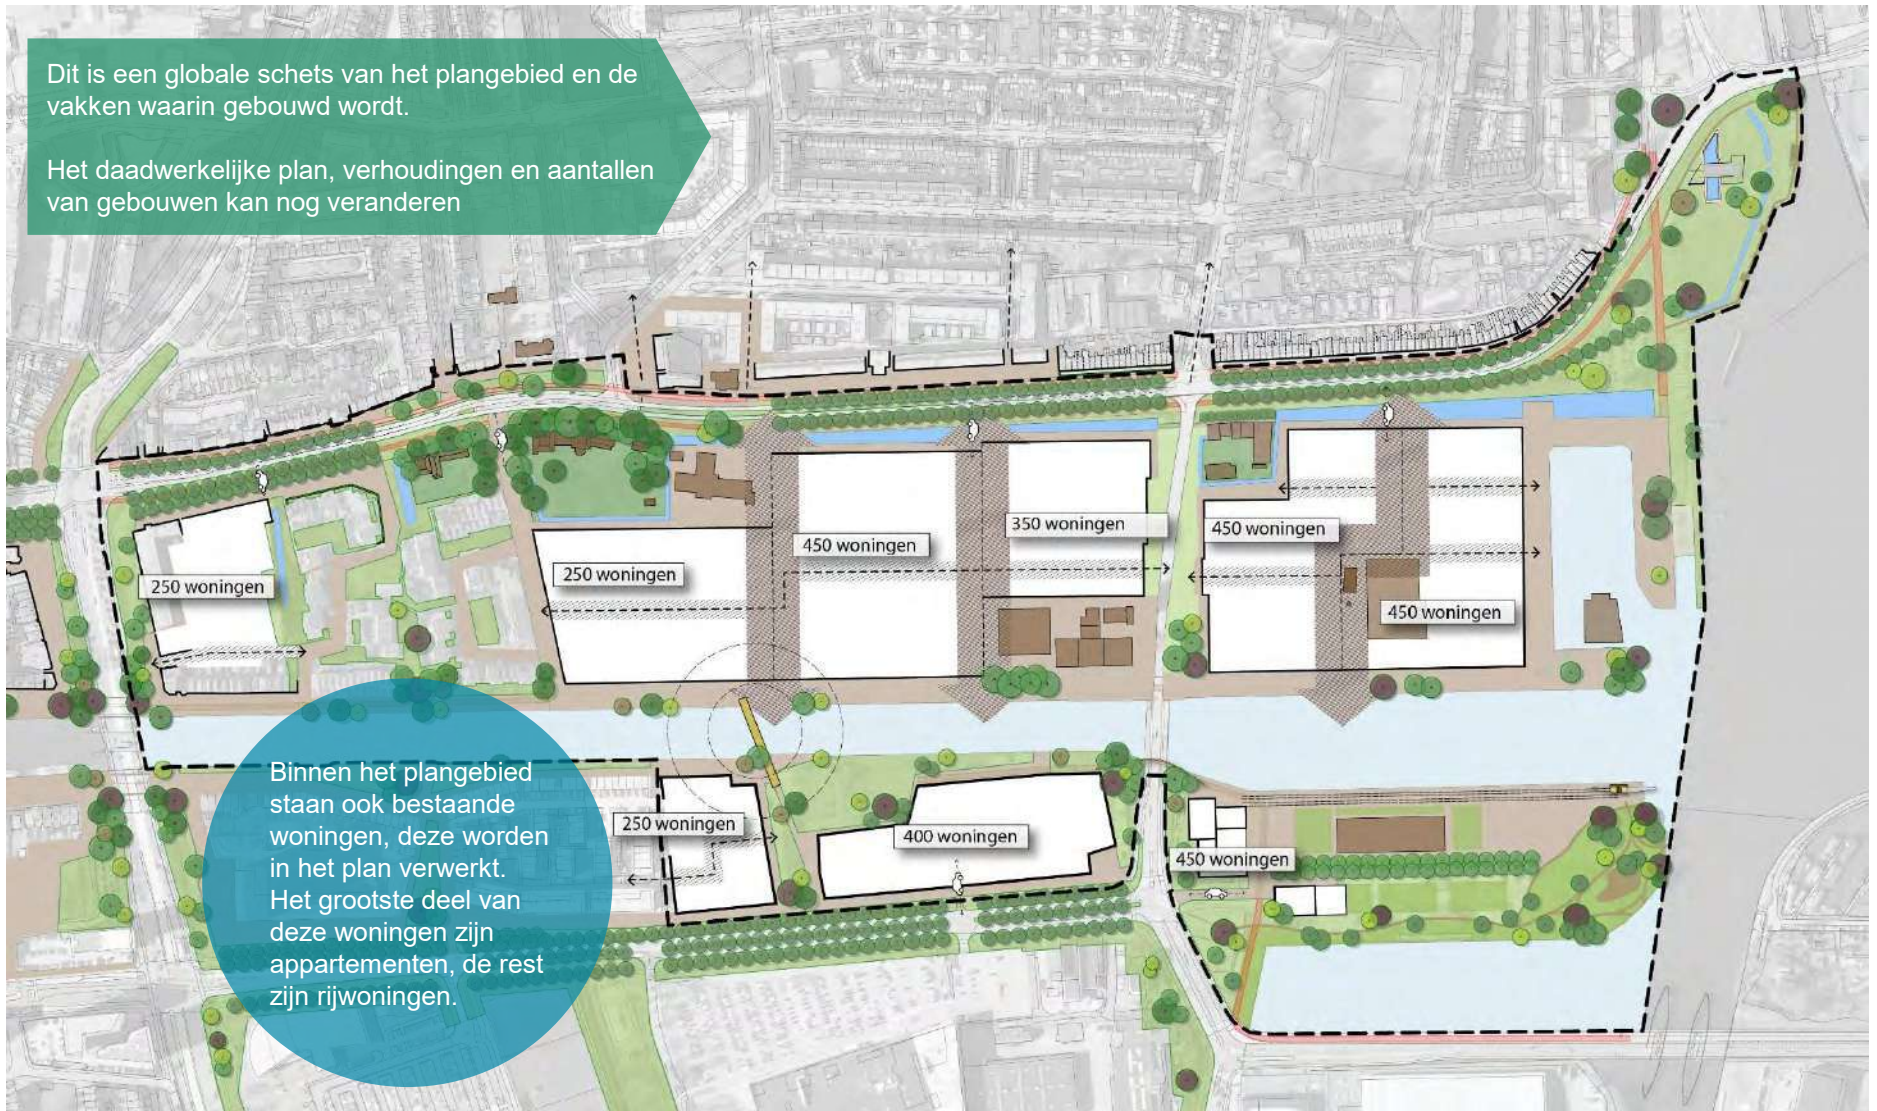 Dit is een globale schets van het plangebied en de
vakken waarin gebouwd wordt.
Het daadwerkelijke plan, verhoudingen en aantallen
van gebouwen kan nog veranderen
350 woningen
450 woningen
450 woningen
250 woningen
250 woningen
450 woningen
Binnen het plangebied
staan ook bestaande
woningen, deze worden
in het plan verwerkt.
Het grootste deel van
deze woningen zijn
appartementen, de rest
zijn rijwoningen.
250 woningen
400 woningen
450 woningen